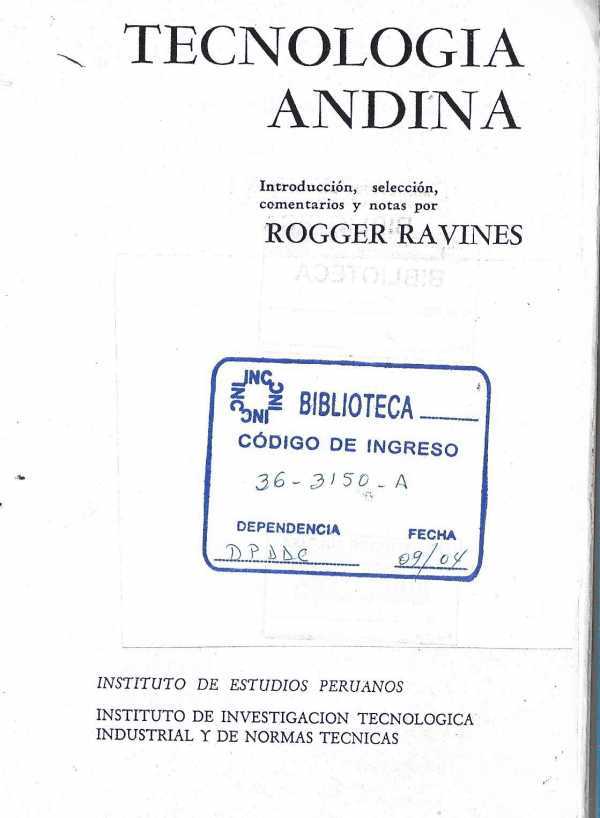 TECNOLOGIA
ANDINA
Introducción, selección,
comentarios y notas por
ROGGER RAVINES
INC INC INC INC
BIBLIOTECA
CÓDIGO DE INGRESO
36-3150-A
DEPENDENCIA FECHA
DPDDC 09/04
BIBLIOTECA
INSTITUTO DE ESTUDIOS PERUANOS
INSTITUTO DE INVESTIGACION TECNOLOGICA
INDUSTRIAL Y DE NORMAS TECNICAS